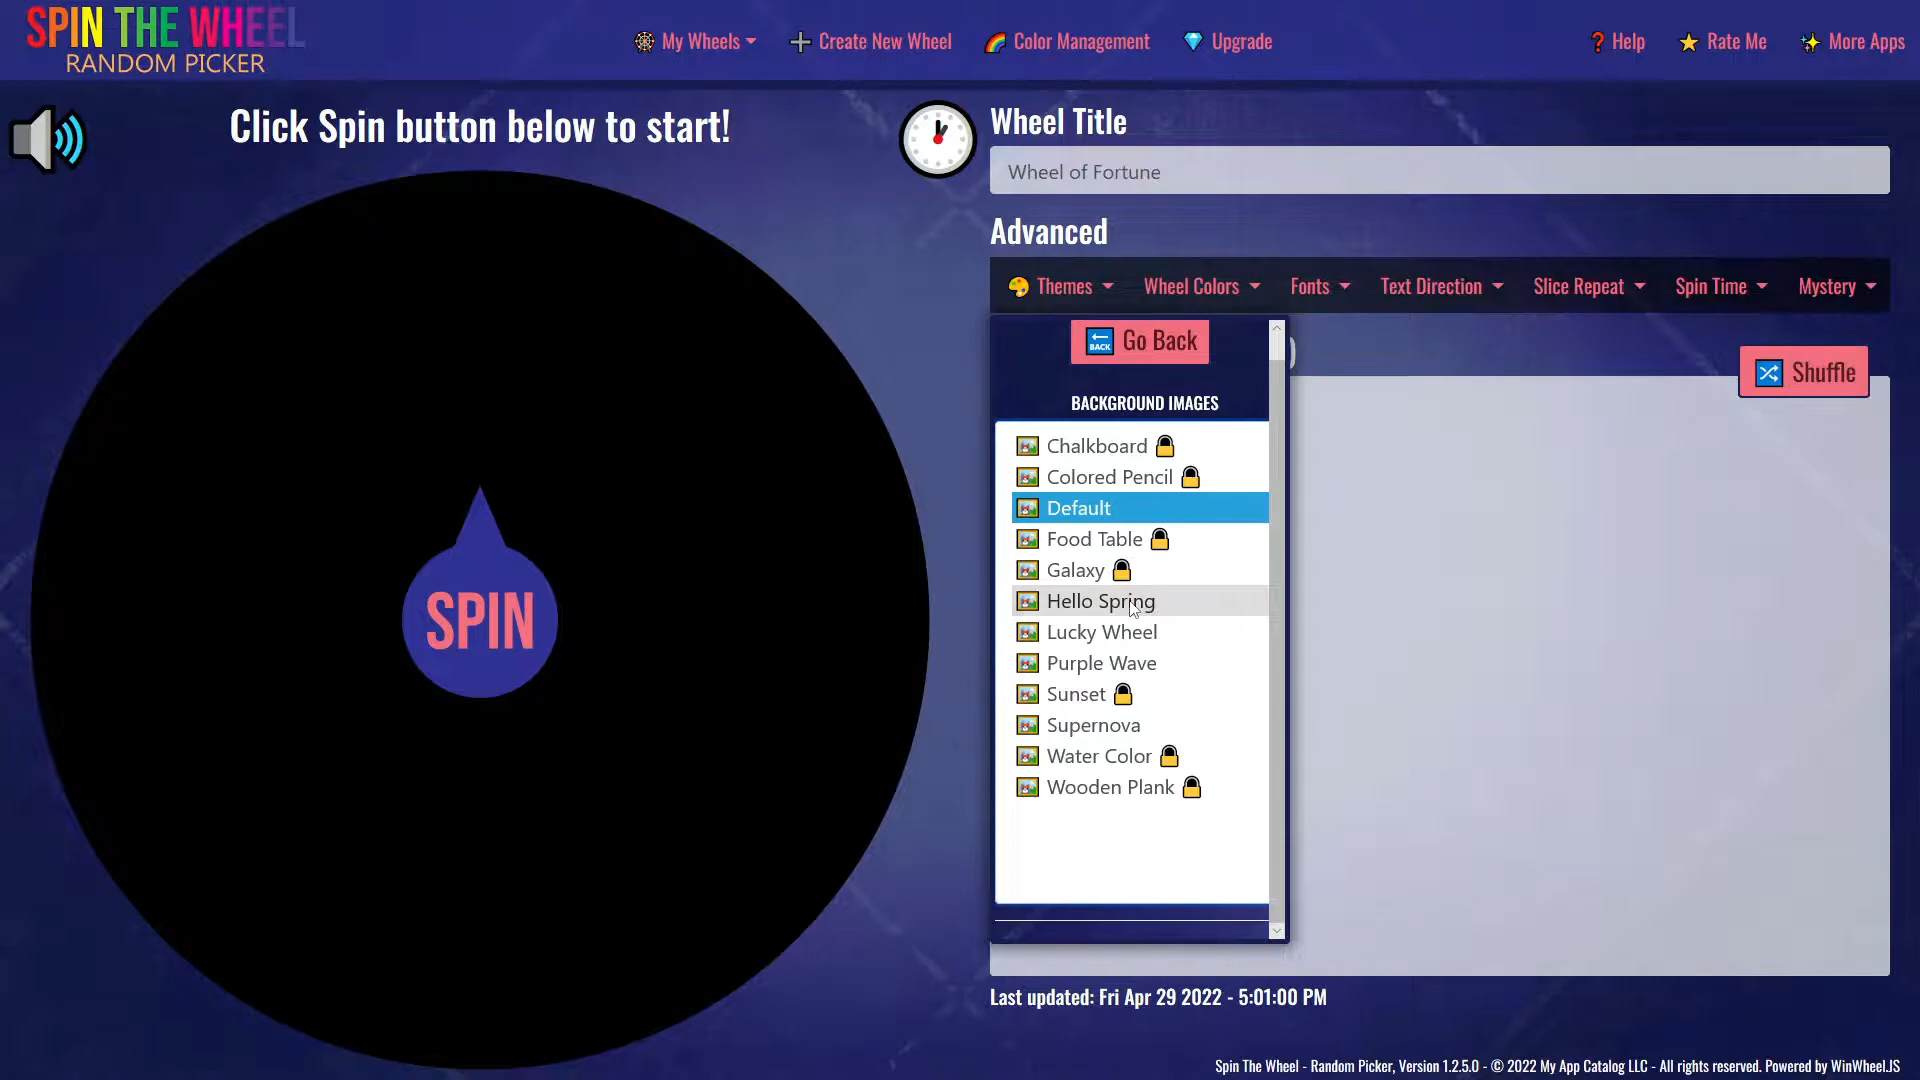 SPIN THE WHEEL
RANDOM PICKER
My Wheels
Create New Wheel
Color Management
Upgrade
Help
Rate Me
More Apps
Click Spin button below to start!
Wheel Title
Wheel of Fortune
Advanced
Themes
Wheel Colors
Fonts
Text Direction
Slice Repeat
Spin Time
Mystery
BACK
Go Back
Shuffle
BACKGROUND IMAGES
Chalkboard
Colored Pencil
Default
Food Table
Galaxy
Hello Spring
Lucky Wheel
Purple Wave
Sunset
Supernova
Water Color
Wooden Plank
SPIN
Last updated: Fri Apr 29 2022 - 5:01:00 PM
Spin The Wheel - Random Picker, Version 1.2.5.0 - © 2022 My App Catalog LLC - All rights reserved. Powered by WinWheel.JS